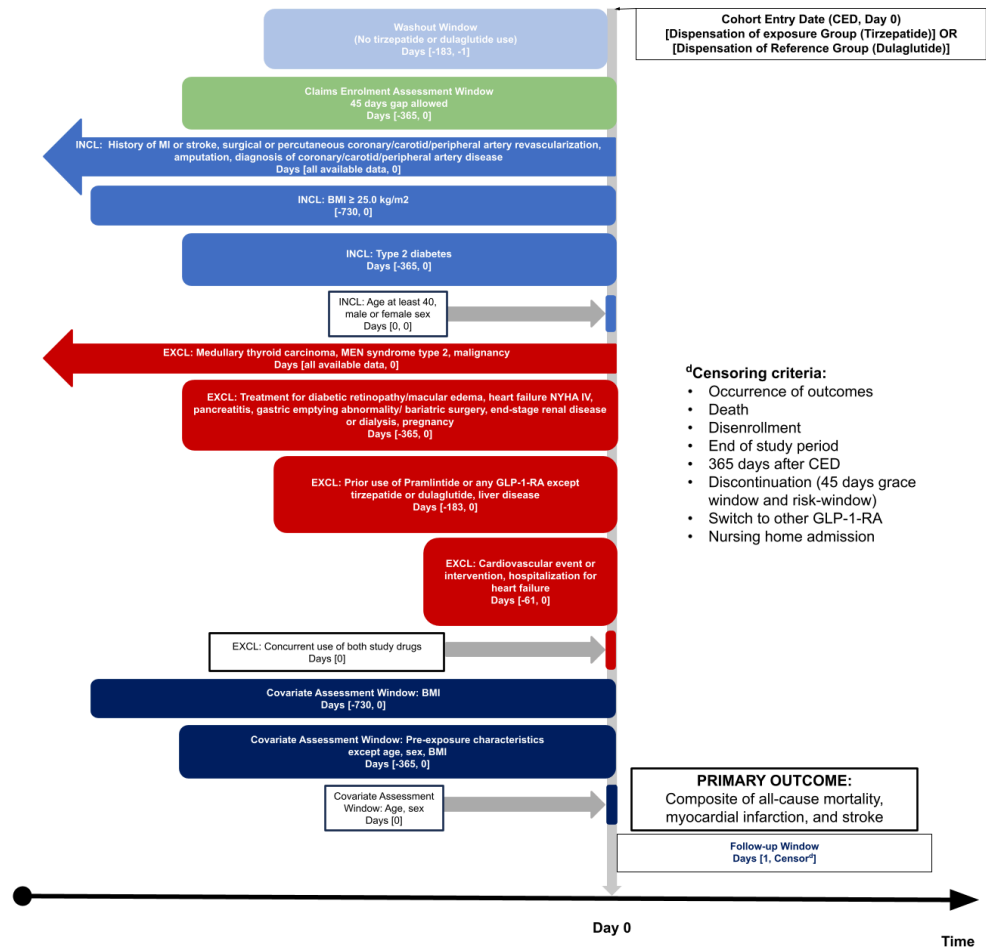 Washout Window
(No tirzepatide or dulaglutide use)
Days [-183, -1]
Cohort Entry Date (CED, Day 0)
[Dispensation of exposure Group (Tirzepatide)] OR
[Dispensation of Reference Group (Dulaglutide)]
Claims Enrolment Assessment Window
45 days gap allowed
Days [-365, 0]
INCL: History of MI or stroke, surgical or percutaneous coronary/carotid/peripheral artery revascularization,
amputation, diagnosis of coronary/carotid/peripheral artery disease
Days [all available data, 0]
INCL: BMI ≥ 25.0 kg/m2
[-730, 0]
INCL: Type 2 diabetes
Days [-365, 0]
INCL: Age at least 40,
male or female sex
Days [0, 0]
EXCL: Medullary thyroid carcinoma, MEN syndrome type 2, malignancy
Days [all available data, 0]
EXCL: Treatment for diabetic retinopathy/macular edema, heart failure NYHA IV,
pancreatitis, gastric emptying abnormality/ bariatric surgery, end-stage renal disease
or dialysis, pregnancy
Days [-365, 0]
EXCL: Prior use of Pramlintide or any GLP-1-RA except
tirzepatide or dulaglutide, liver disease
Days [-183, 0]
EXCL: Cardiovascular event or
intervention, hospitalization for
heart failure
Days [-61, 0]
EXCL: Concurrent use of both study drugs
Days [0]
Covariate Assessment Window: BMI
Days [-730, 0]
Covariate Assessment Window: Pre-exposure characteristics
except age, sex, BMI
Days [-365, 0]
Covariate Assessment
Window: Age, sex
Days [0]
dCensoring criteria:
• Occurrence of outcomes
• Death
• Disenrollment
• End of study period
• 365 days after CED
• Discontinuation (45 days grace
window and risk-window)
• Switch to other GLP-1-RA
• Nursing home admission
PRIMARY OUTCOME:
Composite of all-cause mortality,
myocardial infarction, and stroke
Follow-up Window
Days [1, Censord]
Day 0
Time